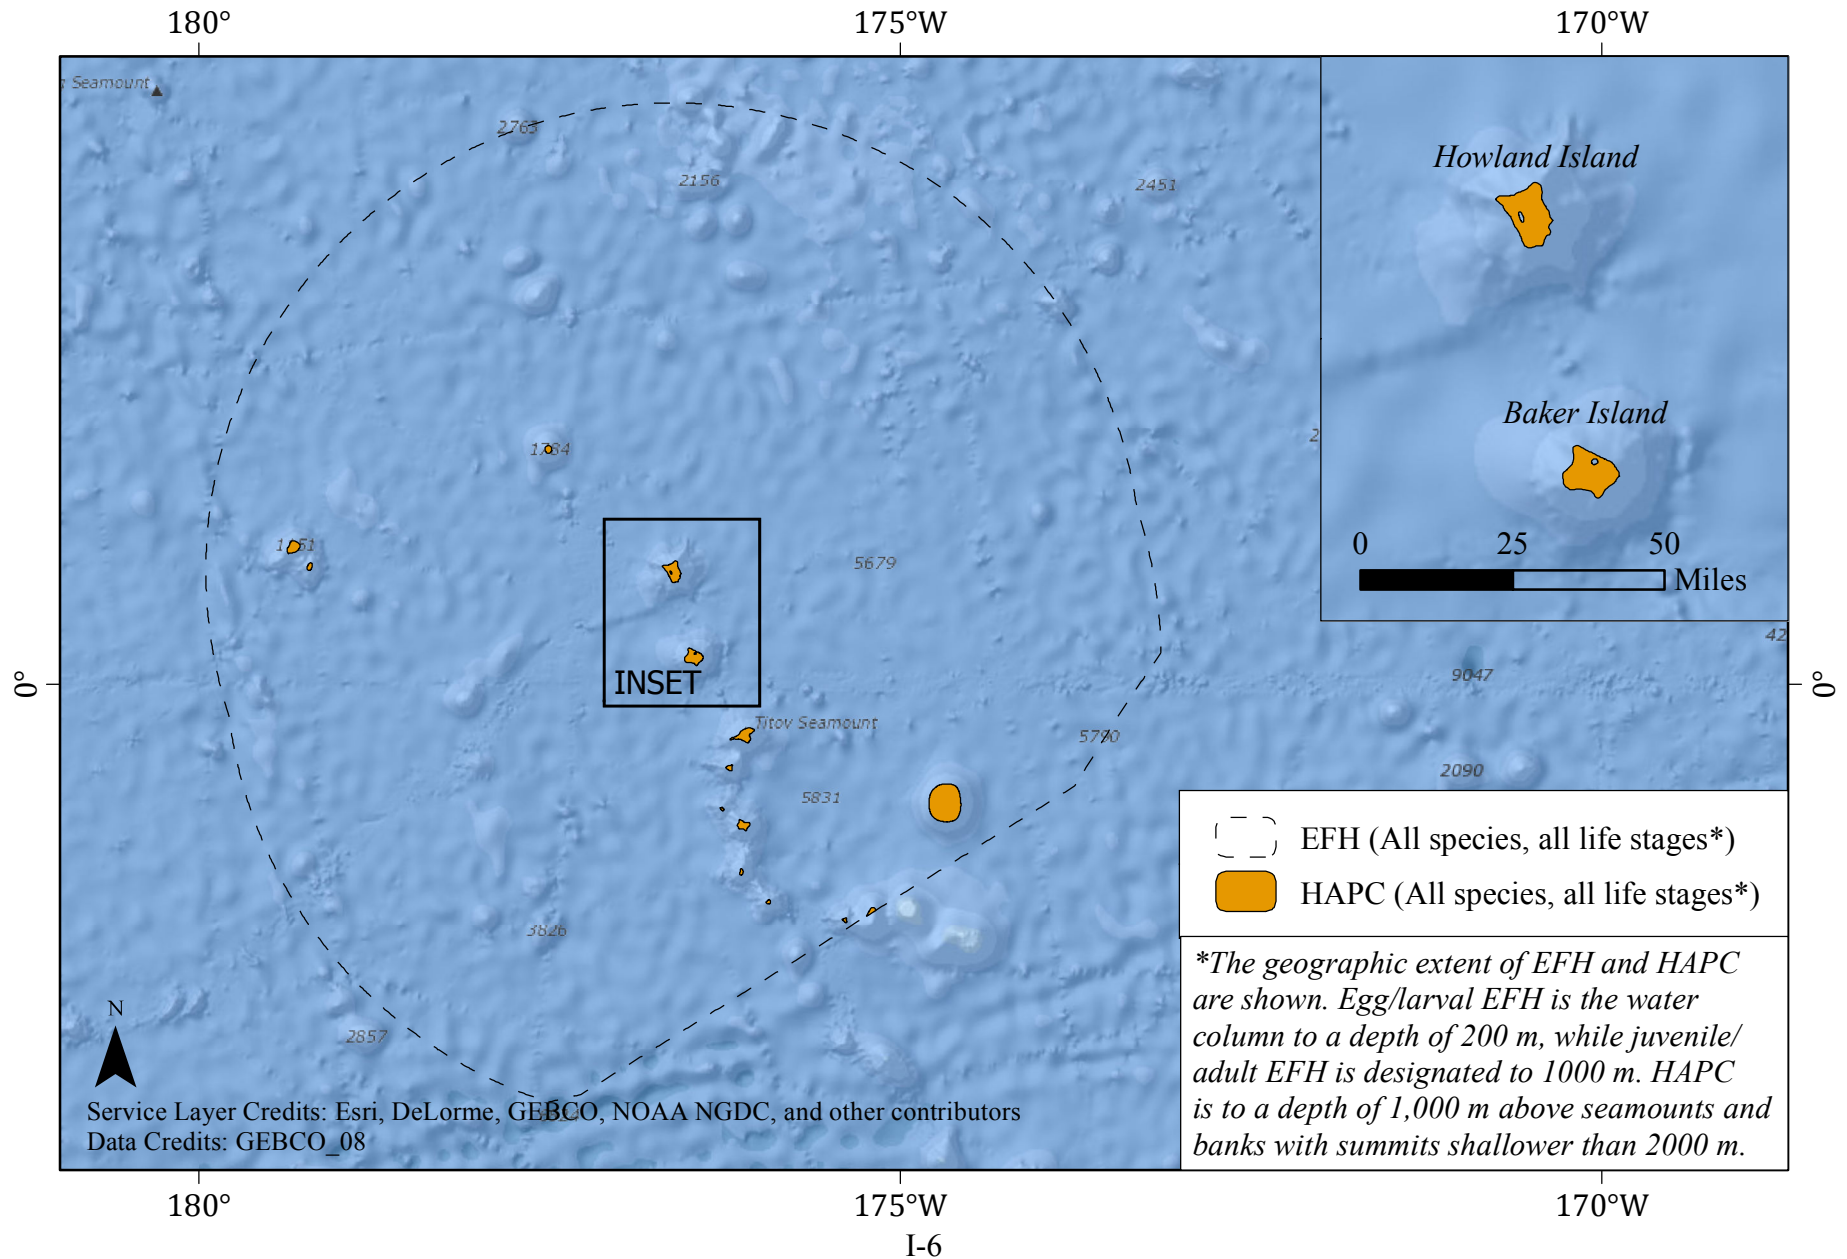 180°
175°W
170°W
Seamount
2763
2156
2451
Howland Island
Baker Island
0 25 50
Miles
1784
5679
INSET
0°
0°
Titov Seamount
9047
5790
2090
5831
EFH (All species, all life stages*)
HAPC (All species, all life stages*)
3826
2857
*The geographic extent of EFH and HAPC
are shown. Egg/larval EFH is the water
column to a depth of 200 m, while juvenile/
adult EFH is designated to 1000 m. HAPC
is to a depth of 1,000 m above seamounts and
banks with summits shallower than 2000 m.
N
Service Layer Credits: Esri, DeLorme, GEBCO, NOAA NGDC, and other contributors
Data Credits: GEBCO_08
180°
175°W
170°W
I-6